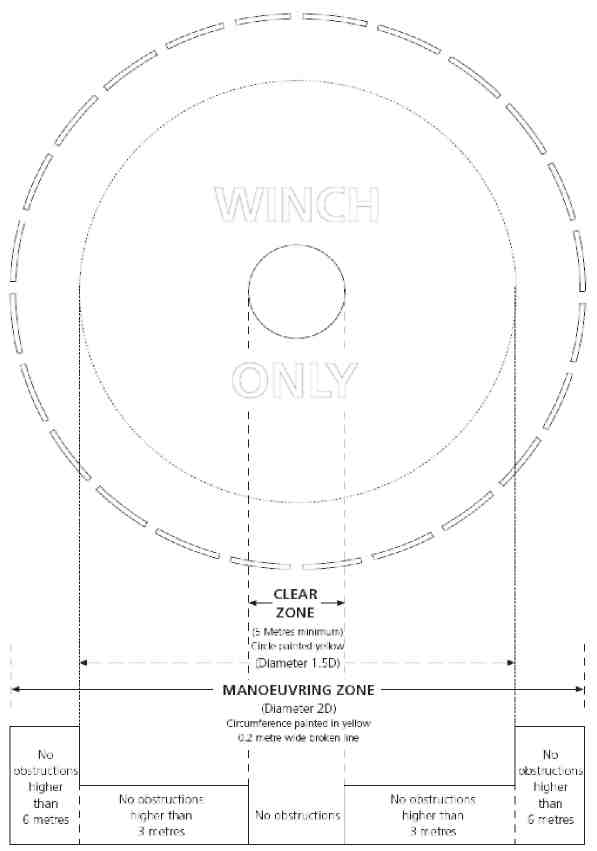 WINCH
ONLY
CLEAR
ZONE
(5 Metres minimum)
Circle painted yellow
(Diameter 1.5D)
MANOEUVRING ZONE
(Diameter 2D)
Circumference painted in yellow
0.2 metre wide broken line
No
obstructions
higher
than
6 metres
No obstructions
higher than
3 metres
No obstructions
No obstructions
higher than
3 metres
No
obstructions
higher
than
6 metres